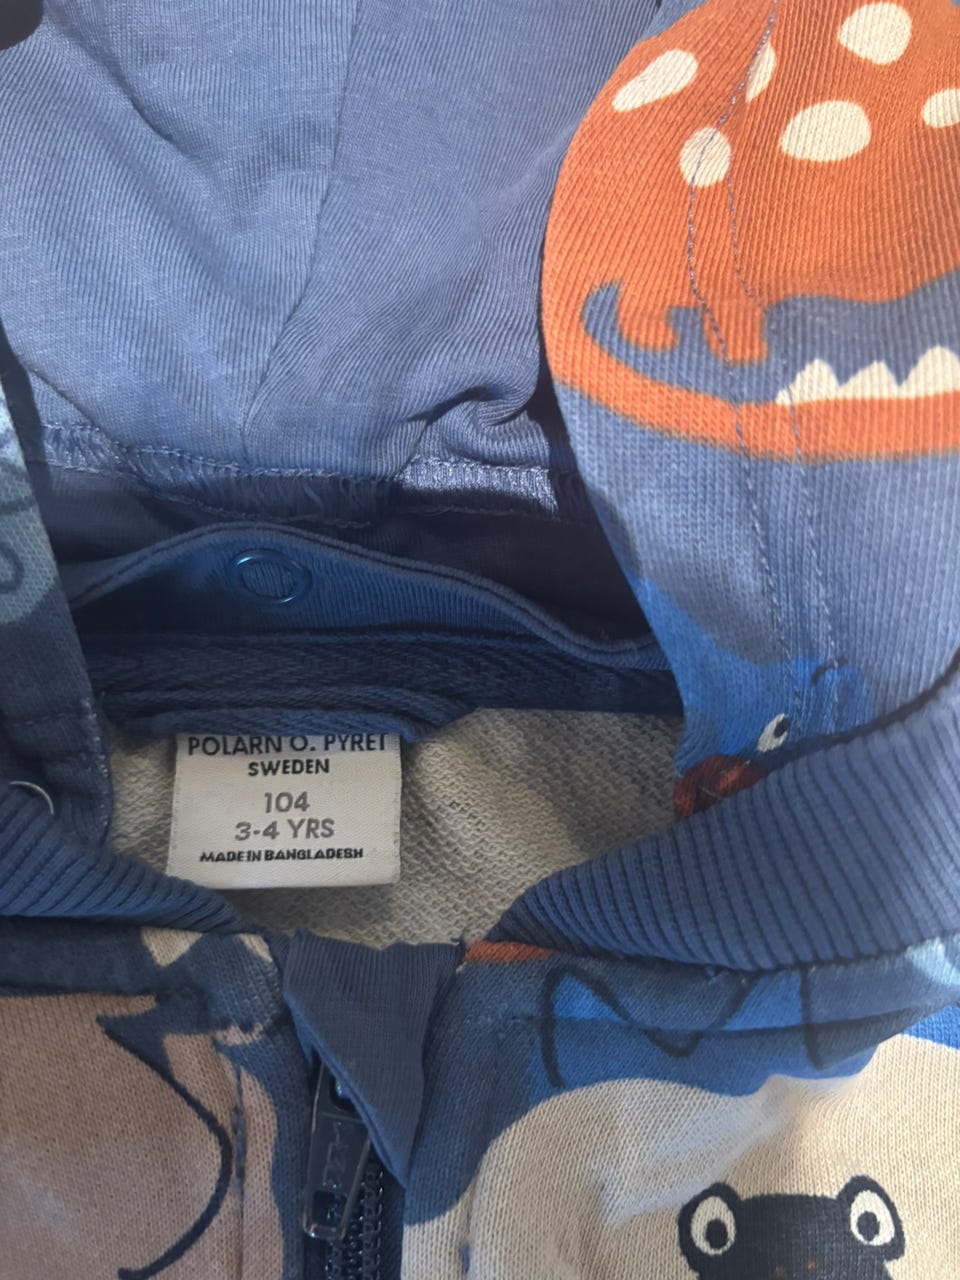 POLARN O. PYRET
SWEDEN
104
3-4 YRS
MADE IN BANGLADESH